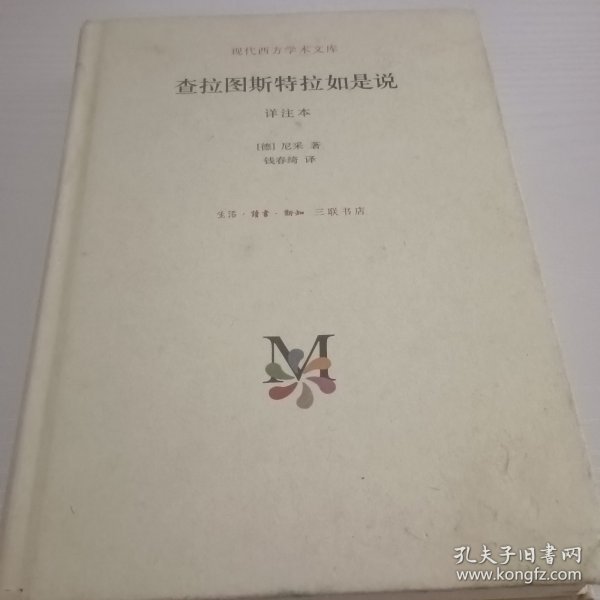 现代西方学术文库
查拉图斯特拉如是说
详注本
[德] 尼采 著
钱春绮 译
生活·讀書·新知 三联书店
M
孔夫子旧书网
www.kongfz.com